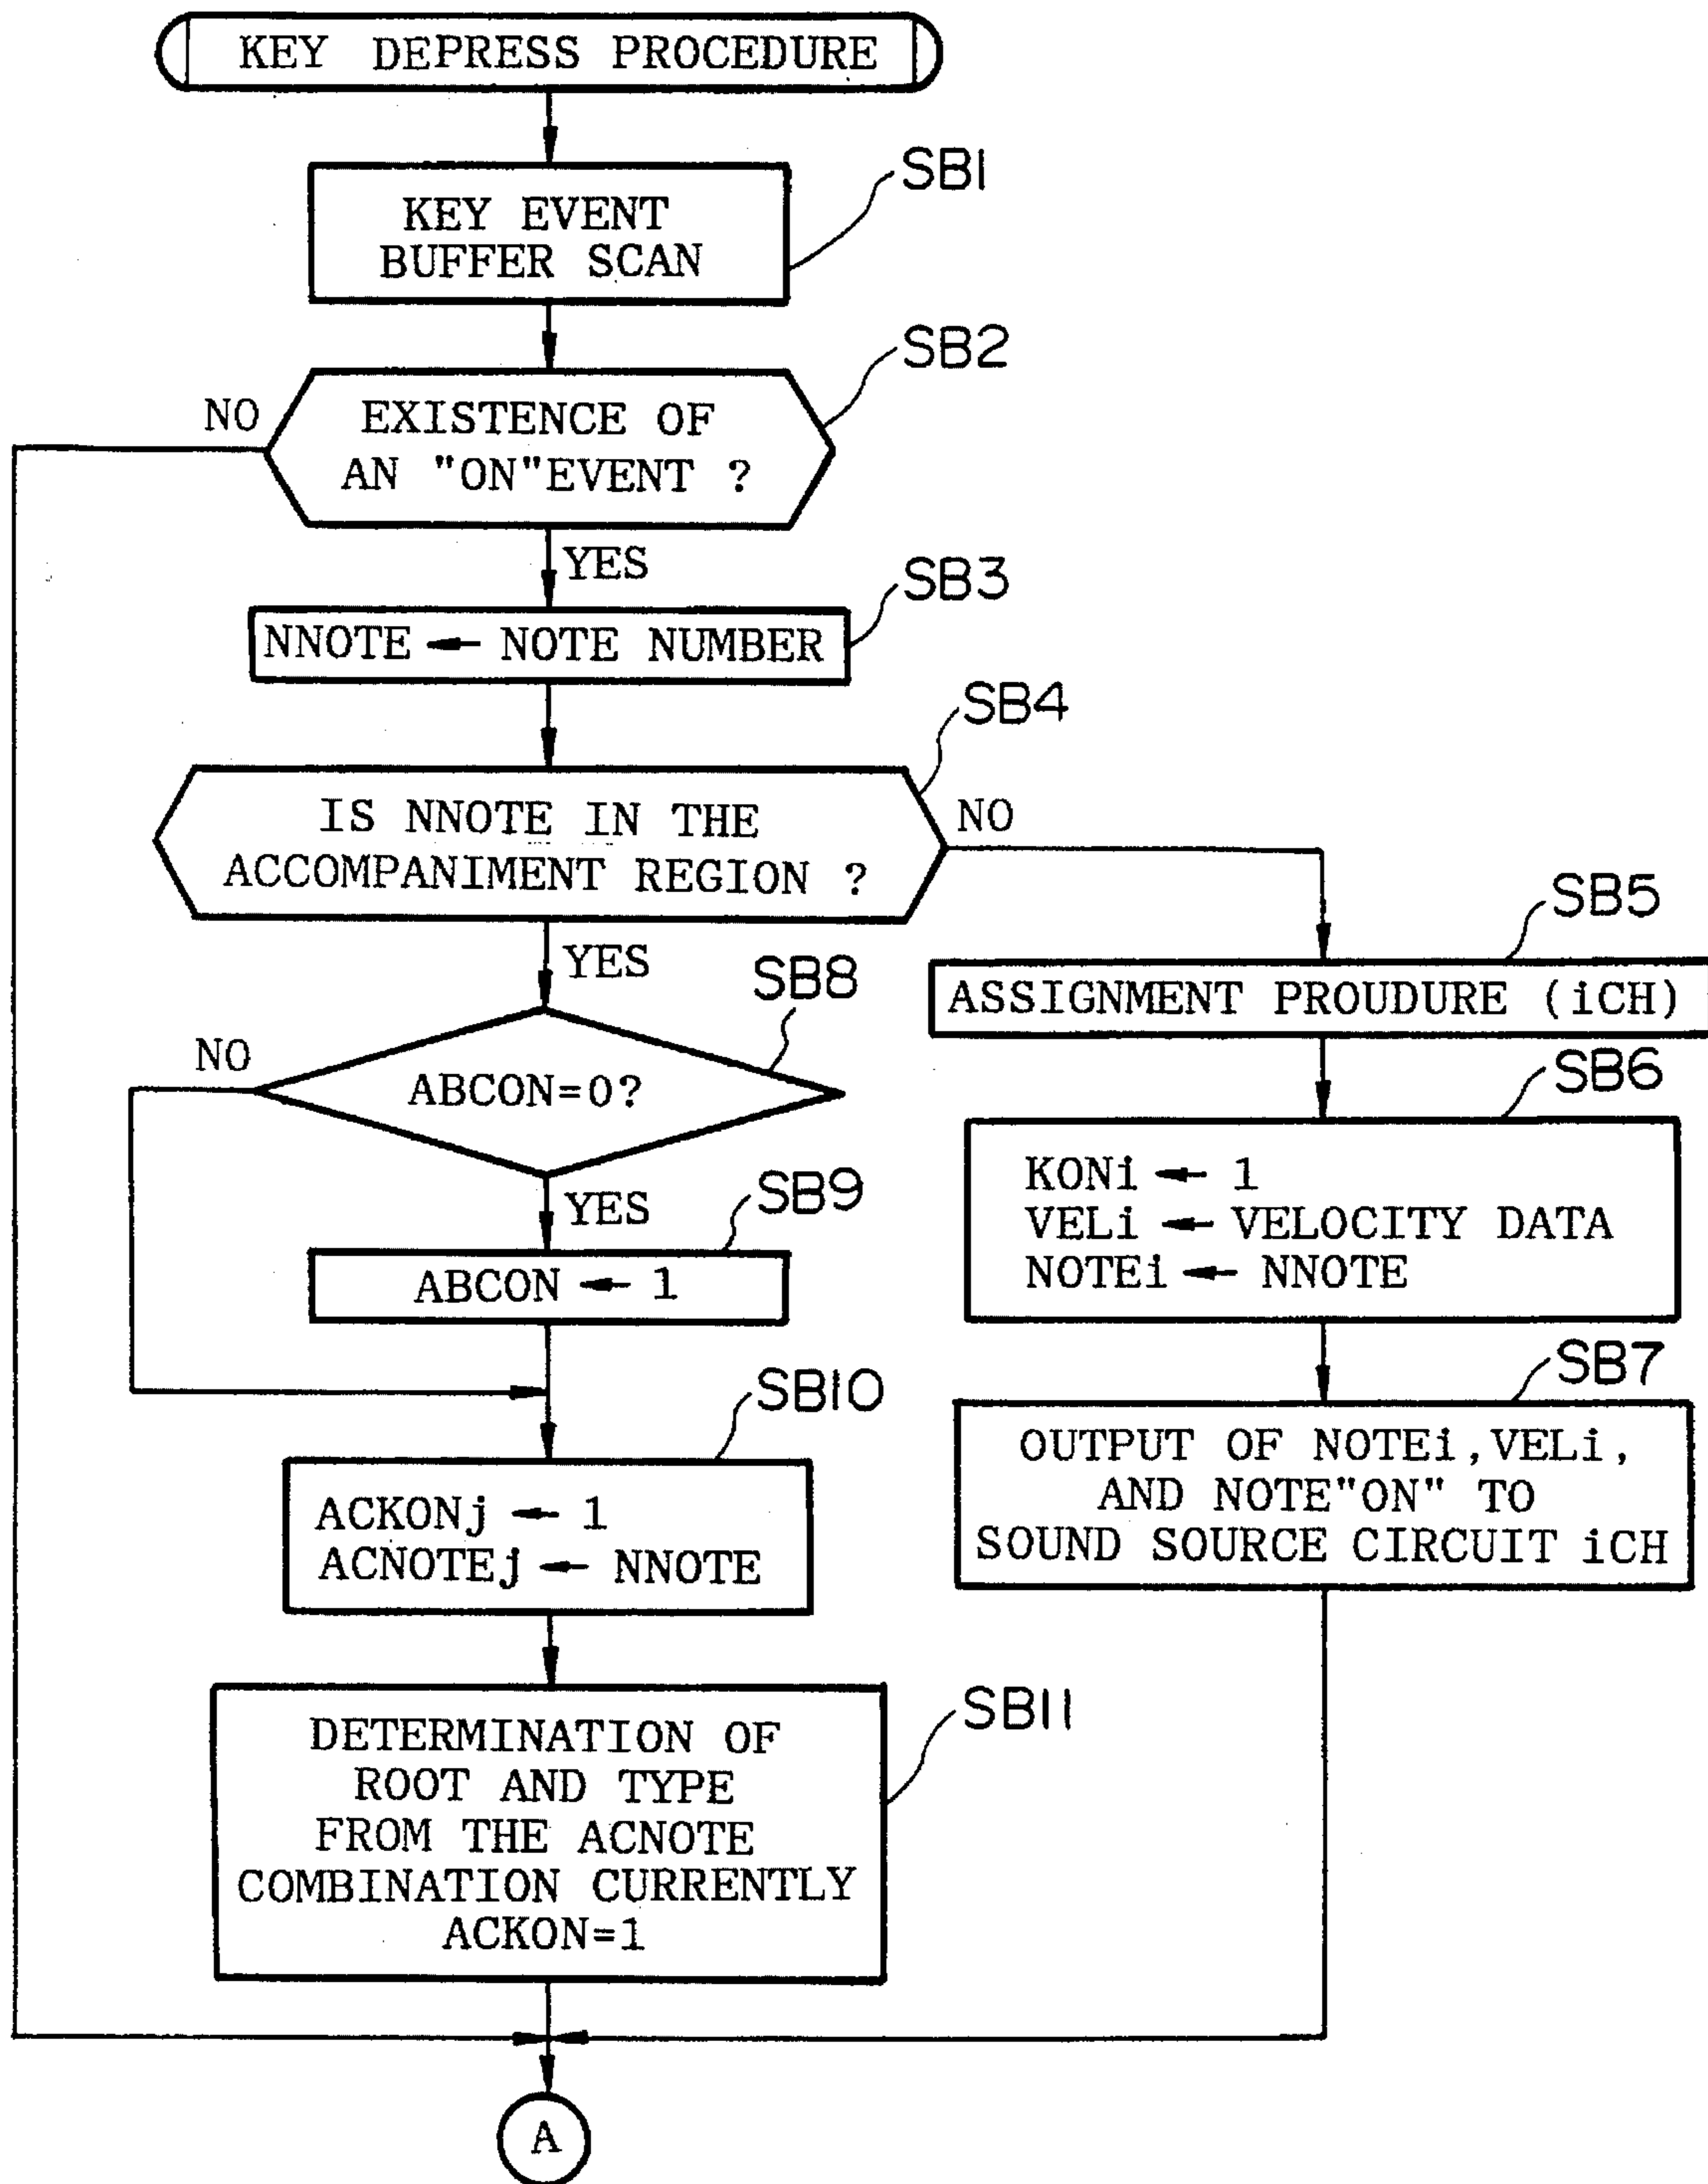 KEY DEPRESS PROCEDURE
SB1
KEY EVENT
BUFFER SCAN
SB2
NO
EXISTENCE OF
AN "ON"EVENT ?
YES
SB3
NNOTE ← NOTE NUMBER
SB4
IS NNOTE IN THE
ACCOMPANIMENT REGION ?
NO
YES
SB5
ASSIGNMENT PROUDURE (iCH)
SB8
NO
ABCON=0?
YES
SB6
KONi ← 1
VELi ← VELOCITY DATA
NOTEi ← NNOTE
SB9
ABCON ← 1
SB7
OUTPUT OF NOTEi,VELi,
AND NOTE"ON" TO
SOUND SOURCE CIRCUIT iCH
SB10
ACKONj ← 1
ACNOTEj ← NNOTE
SB11
DETERMINATION OF
ROOT AND TYPE
FROM THE ACNOTE
COMBINATION CURRENTLY
ACKON=1
A